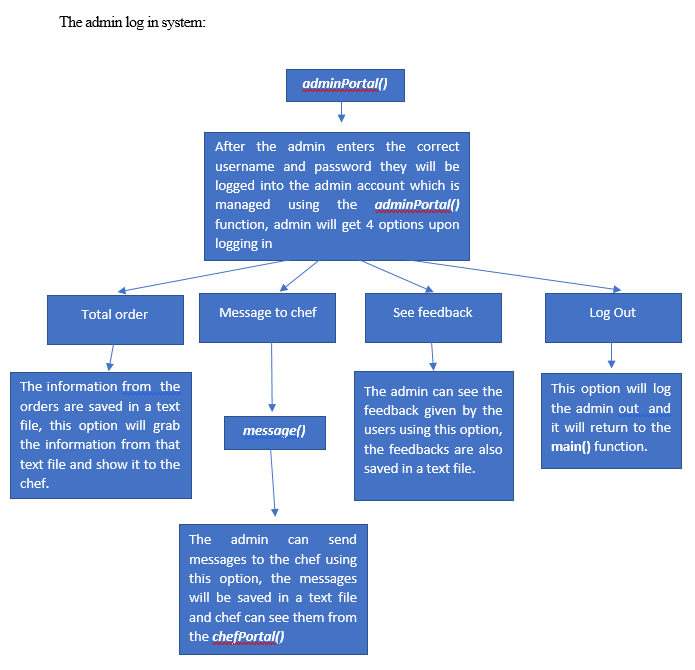 The admin log in system:
adminPortal()
After the admin enters the correct
username and password they will be
logged into the admin account which is
managed using the adminPortal()
function, admin will get 4 options upon
logging in
Total order
Message to chef
See feedback
Log Out
The information from the
orders are saved in a text
file, this option will grab
the information from that
text file and show it to the
chef.
message()
The admin can see the
feedback given by the
users using this option,
the feedbacks are also
saved in a text file.
This option will log
the admin out and
it will return to the
main() function.
The admin can send
messages to the chef using
this option, the messages
will be saved in a text file
and chef can see them from
the chefPortal()